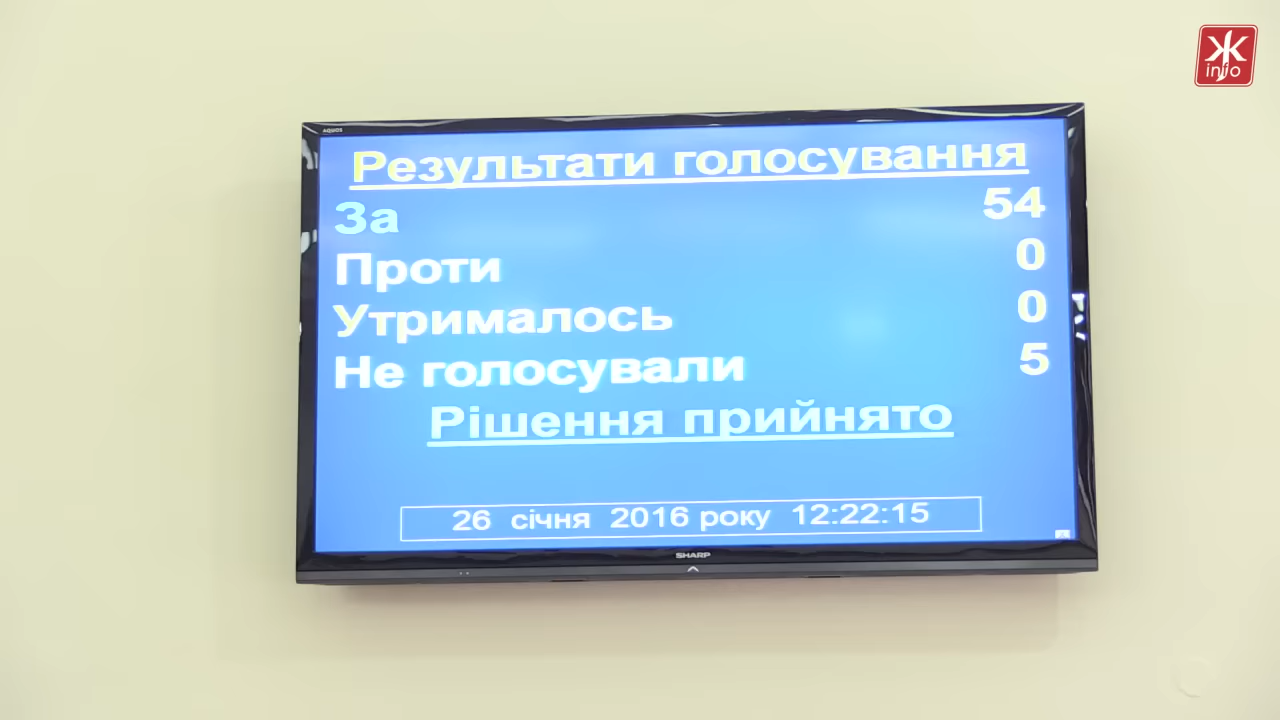 Ж
info
AQUOS
Результати голосування
За 54
Проти 0
Утрималось 0
Не голосували 5
Рішення прийнято
26 січня 2016 року 12:22:15
SHARP